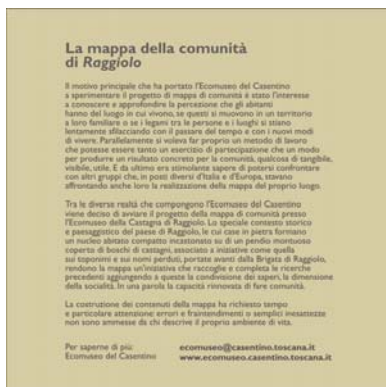 La mappa della comunità
di Raggiolo
Il motivo principale che ha portato l'Ecomuseo del Casentino
a sperimentare il progetto di mappa di comunità è stato l'interesse
a conoscere e approfondire la percezione che gli abitanti
hanno del luogo in cui vivono, se questi si muovono in un territorio
a loro familiare o se i legami tra le persone e i luoghi si stiano
lentamente sfilacciando con il passare del tempo e con i nuovi modi
di vivere. Parallelamente si voleva far proprio un metodo di lavoro
che potesse essere tanto un esercizio di partecipazione che un modo
per produrre un risultato concreto per la comunità, qualcosa di tangibile,
visibile, utile. E da ultimo era stimolante sapere di potersi confrontare
con altri gruppi che, in posti diversi d'Italia e d'Europa, stavano
affrontando anche loro la realizzazione della mappa del proprio luogo.
Tra le diverse realtà che compongono l'Ecomuseo del Casentino
viene deciso di avviare il progetto della mappa di comunità presso
l'Ecomuseo della Castagna di Raggiolo. Lo speciale contesto storico
e paesaggistico del paese di Raggiolo, le cui case in pietra formano
un nucleo abitato compatto incastonato su di un pendio montuoso
coperto di boschi di castagni, associato a iniziative come quella
sui toponimi e sui nomi perduti, portate avanti dalla Brigata di Raggiolo,
rendono la mappa un'iniziativa che raccoglie e completa le ricerche
precedenti aggiungendo a queste la condivisione dei saperi, la dimensione
della socialità. In una parola la capacità rinnovata di fare comunità.
La costruzione dei contenuti della mappa ha richiesto tempo
e particolare attenzione: errori e fraintendimenti o semplici inesattezze
non sono ammesse da chi descrive il proprio ambiente di vita.
Per saperne di più: ecomuseo@casentino.toscana.it
Ecomuseo del Casentino www.ecomuseo.casentino.toscana.it